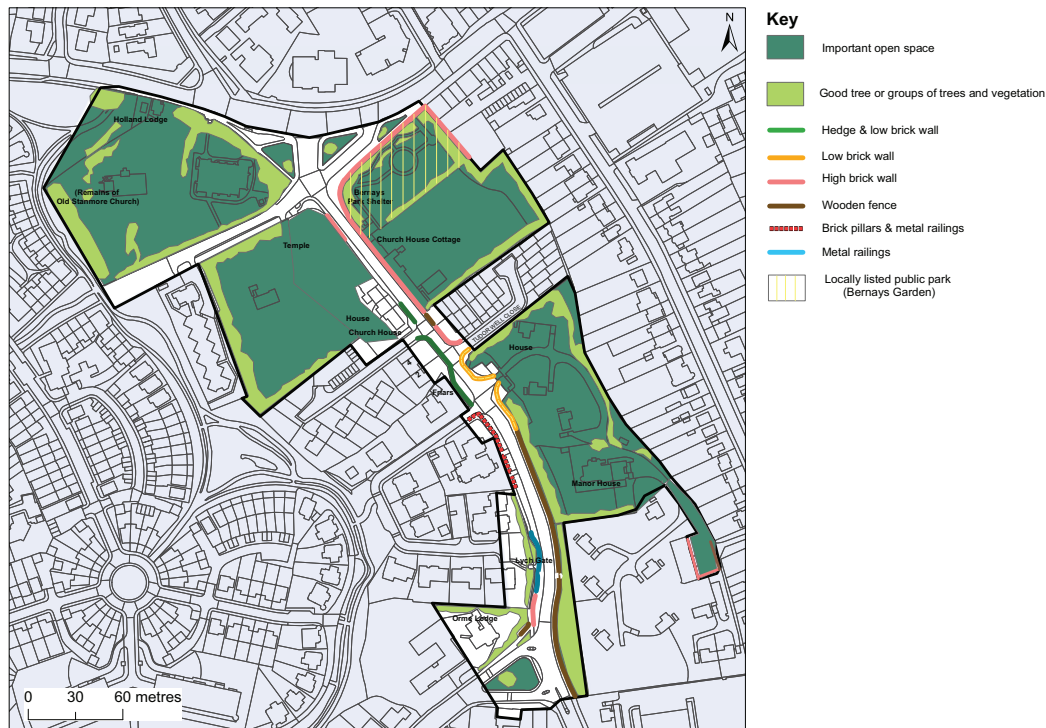 N
Holland Lodge
(Remains of
Old Stanmore Church)
Bernays
Park Shelter
Church House Cottage
Temple
House
Church House
TUDOR WELL CLOSE
House
Friars
Manor House
Lych Gate
Orme Lodge
0 30 60 metres
Key
Important open space
Good tree or groups of trees and vegetation
Hedge & low brick wall
Low brick wall
High brick wall
Wooden fence
Brick pillars & metal railings
Metal railings
Locally listed public park
(Bernays Garden)